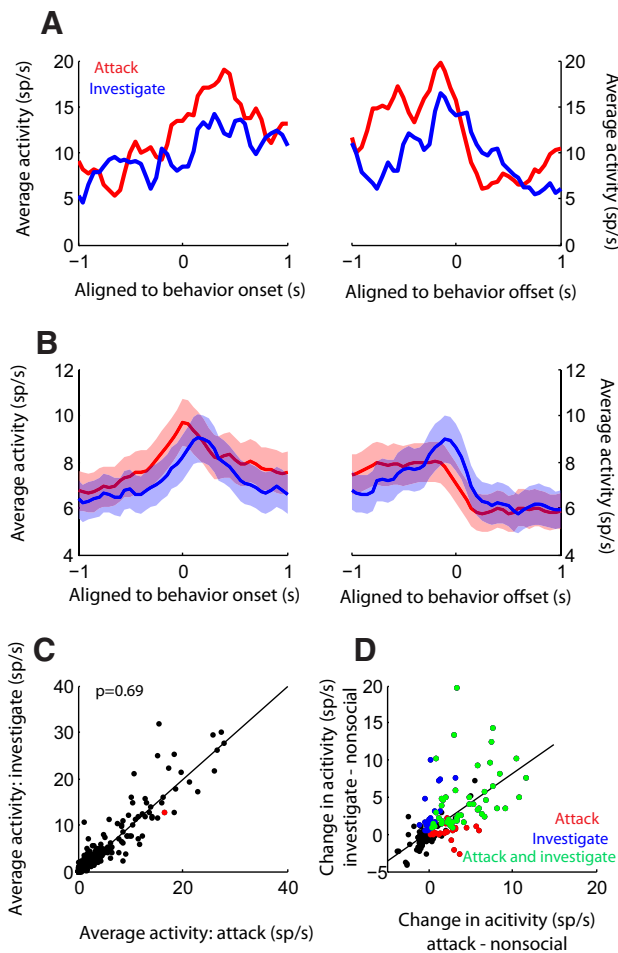 A
Attack
Investigate
Average activity (sp/s)
20
15
10
5
0
−1
0
1
Aligned to behavior onset (s)
20
15
10
5
0
Average activity (sp/s)
−1
0
1
Aligned to behavior offset (s)
B
Average activity (sp/s)
12
10
8
6
4
−1
0
1
Aligned to behavior onset (s)
12
10
8
6
4
Average activity (sp/s)
−1
0
1
Aligned to behavior offset (s)
C
p=0.69
Average activity: investigate (sp/s)
40
30
20
10
0
0
20
40
Average activity: attack (sp/s)
D
Change in acitivity (sp/s)
investigate - nonsocial
20
15
10
5
0
−5
Attack
Investigate
Attack and investigate
0
10
20
Change in acitivity (sp/s)
attack - nonsocial